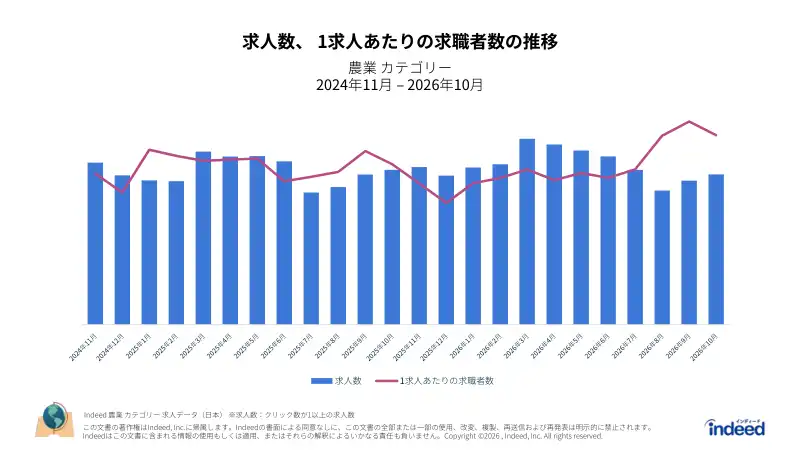 求人数、 1求人あたりの求職者数の推移
農業 カテゴリー
2024年11月 – 2026年10月
2024年11月
2024年12月
2025年1月
2025年2月
2025年3月
2025年4月
2025年5月
2025年6月
2025年7月
2025年8月
2025年9月
2025年10月
2025年11月
2025年12月
2026年1月
2026年2月
2026年3月
2026年4月
2026年5月
2026年6月
2026年7月
2026年8月
2026年9月
2026年10月
求人数
1求人あたりの求職者数
Indeed 農業 カテゴリー 求人データ（日本） ※求人数：クリック数が1以上の求人数
この文書の著作権はIndeed, Inc.に帰属します。Indeedの書面による同意なしに、この文書の全部または一部の使用、改変、複製、再送信および再発表は明示的に禁止されます。
Indeedはこの文書に含まれる情報の使用もしくは適用、またはそれらの解釈によるいかなる責任も負いません。Copyright ©2026 , Indeed, Inc. All rights reserved.
インディード
indeed